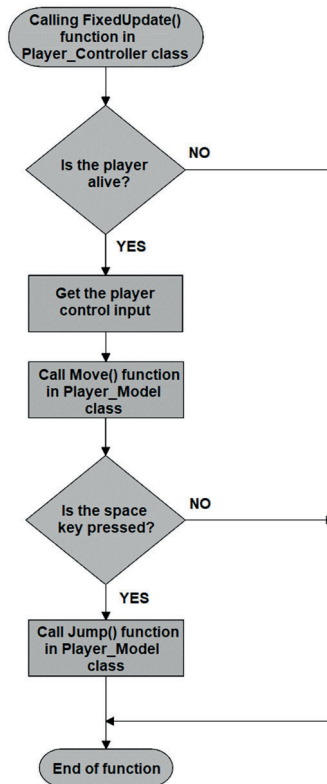 Calling FixedUpdate()
function in
Player_Controller class
Is the player
alive?
NO
YES
Get the player
control input
Call Move() function
in Player_Model
class
Is the space
key pressed?
NO
YES
Call Jump() function
in Player_Model
class
End of function